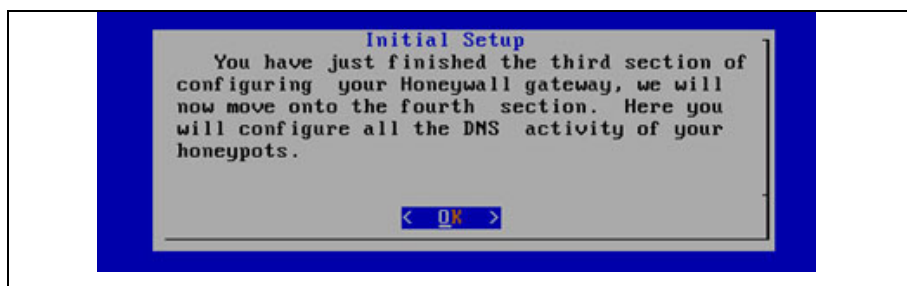 Initial Setup
You have just finished the third section of
configuring your Honeywall gateway, we will
now move onto the fourth section. Here you
will configure all the DNS activity of your
honeypots.
< OK >